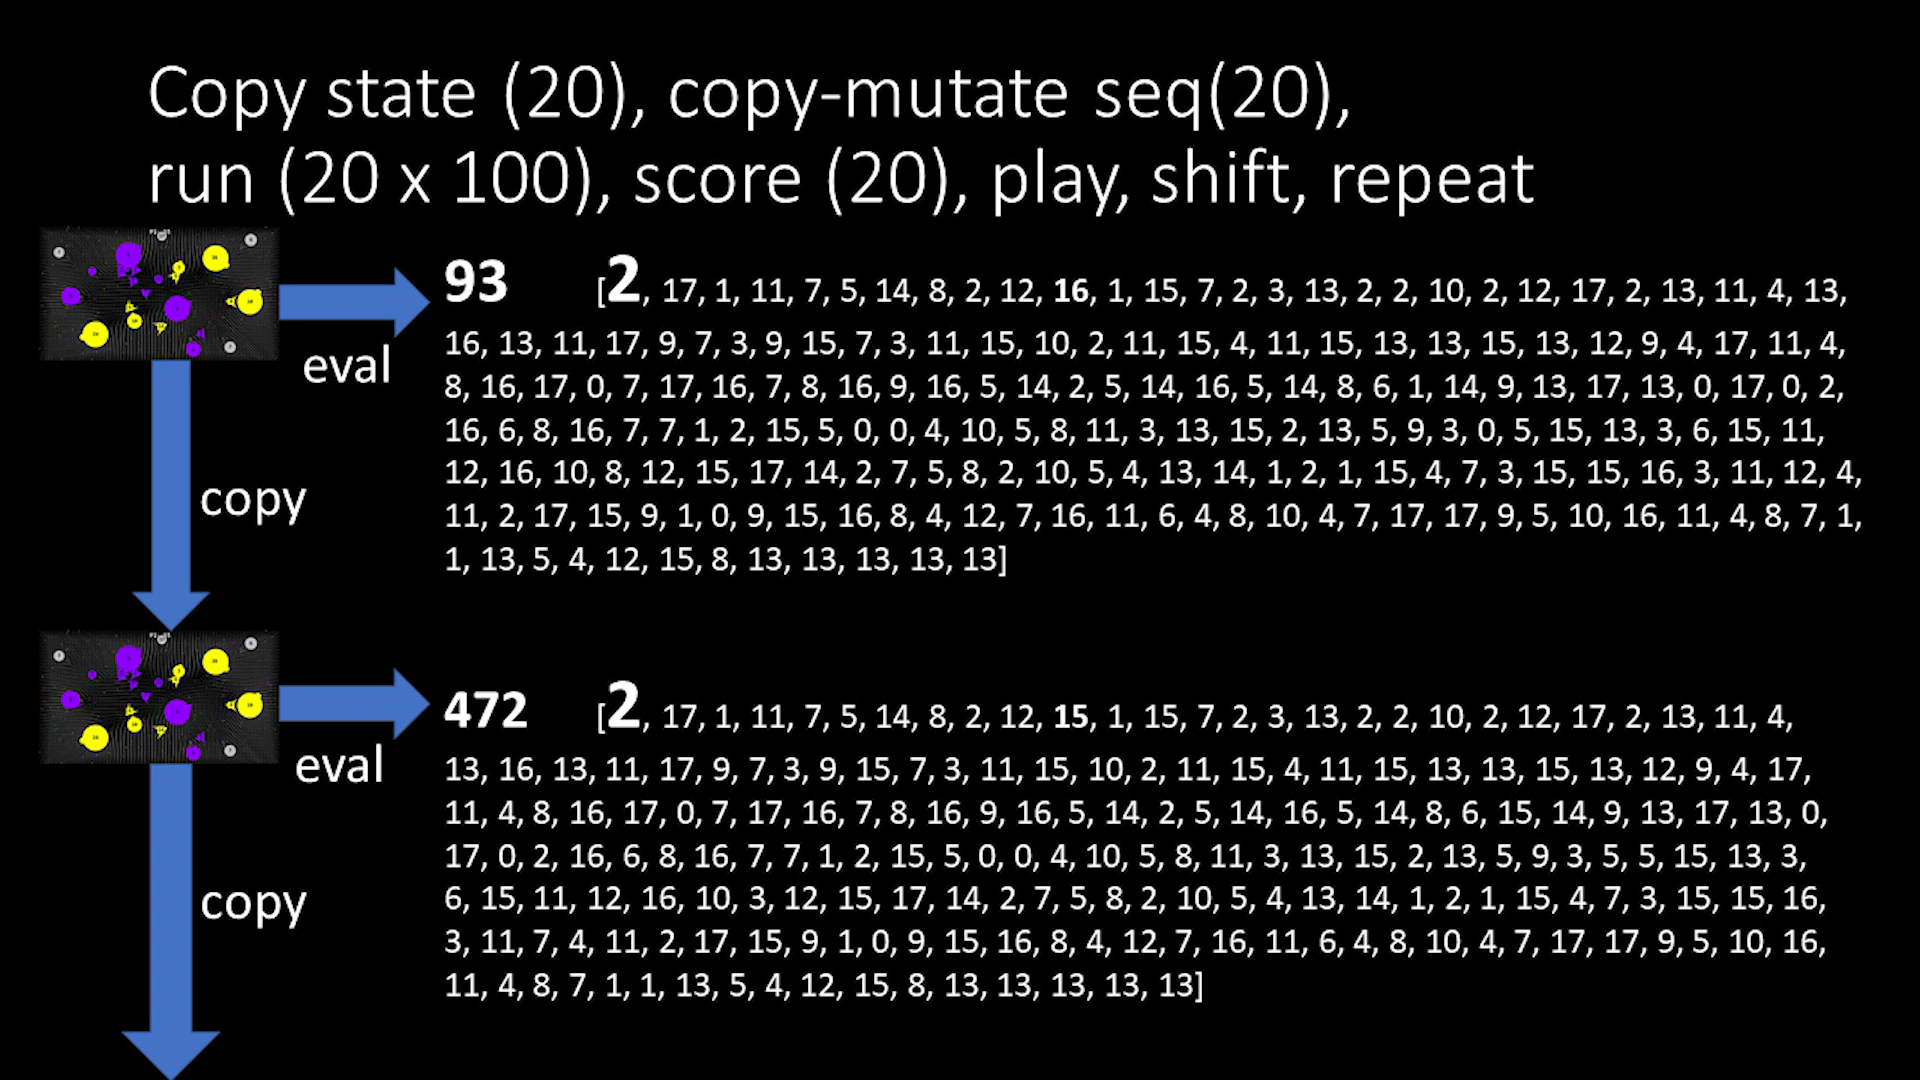 Copy state (20), copy-mutate seq(20),
run (20 x 100), score (20), play, shift, repeat
93 [2, 17, 1, 11, 7, 5, 14, 8, 2, 12, 16, 1, 15, 7, 2, 3, 13, 2, 2, 10, 2, 12, 17, 2, 13, 11, 4, 13,
eval
16, 13, 11, 17, 9, 7, 3, 9, 15, 7, 3, 11, 15, 10, 2, 11, 15, 4, 11, 15, 13, 13, 15, 13, 12, 9, 4, 17, 11, 4,
8, 16, 17, 0, 7, 17, 16, 7, 8, 16, 9, 16, 5, 14, 2, 5, 14, 16, 5, 14, 8, 6, 1, 14, 9, 13, 17, 13, 0, 17, 0, 2,
16, 6, 8, 16, 7, 7, 1, 2, 15, 5, 0, 0, 4, 10, 5, 8, 11, 3, 13, 15, 2, 13, 5, 9, 3, 0, 5, 15, 13, 3, 6, 15, 11,
12, 16, 10, 8, 12, 15, 17, 14, 2, 7, 5, 8, 2, 10, 5, 4, 13, 14, 1, 2, 1, 15, 4, 7, 3, 15, 15, 16, 3, 11, 12, 4,
copy
11, 2, 17, 15, 9, 1, 0, 9, 15, 16, 8, 4, 12, 7, 16, 11, 6, 4, 8, 10, 4, 7, 17, 17, 9, 5, 10, 16, 11, 4, 8, 7, 1,
1, 13, 5, 4, 12, 15, 8, 13, 13, 13, 13, 13]
472 [2, 17, 1, 11, 7, 5, 14, 8, 2, 12, 15, 1, 15, 7, 2, 3, 13, 2, 2, 10, 2, 12, 17, 2, 13, 11, 4,
eval
13, 16, 13, 11, 17, 9, 7, 3, 9, 15, 7, 3, 11, 15, 10, 2, 11, 15, 4, 11, 15, 13, 13, 15, 13, 12, 9, 4, 17,
11, 4, 8, 16, 17, 0, 7, 17, 16, 7, 8, 16, 9, 16, 5, 14, 2, 5, 14, 16, 5, 14, 8, 6, 15, 14, 9, 13, 17, 13, 0,
17, 0, 2, 16, 6, 8, 16, 7, 7, 1, 2, 15, 5, 0, 0, 4, 10, 5, 8, 11, 3, 13, 15, 2, 13, 5, 9, 3, 5, 5, 15, 13, 3,
6, 15, 11, 12, 16, 10, 3, 12, 15, 17, 14, 2, 7, 5, 8, 2, 10, 5, 4, 13, 14, 1, 2, 1, 15, 4, 7, 3, 15, 15, 16,
copy
3, 11, 7, 4, 11, 2, 17, 15, 9, 1, 0, 9, 15, 16, 8, 4, 12, 7, 16, 11, 6, 4, 8, 10, 4, 7, 17, 17, 9, 5, 10, 16,
11, 4, 8, 7, 1, 1, 13, 5, 4, 12, 15, 8, 13, 13, 13, 13, 13]